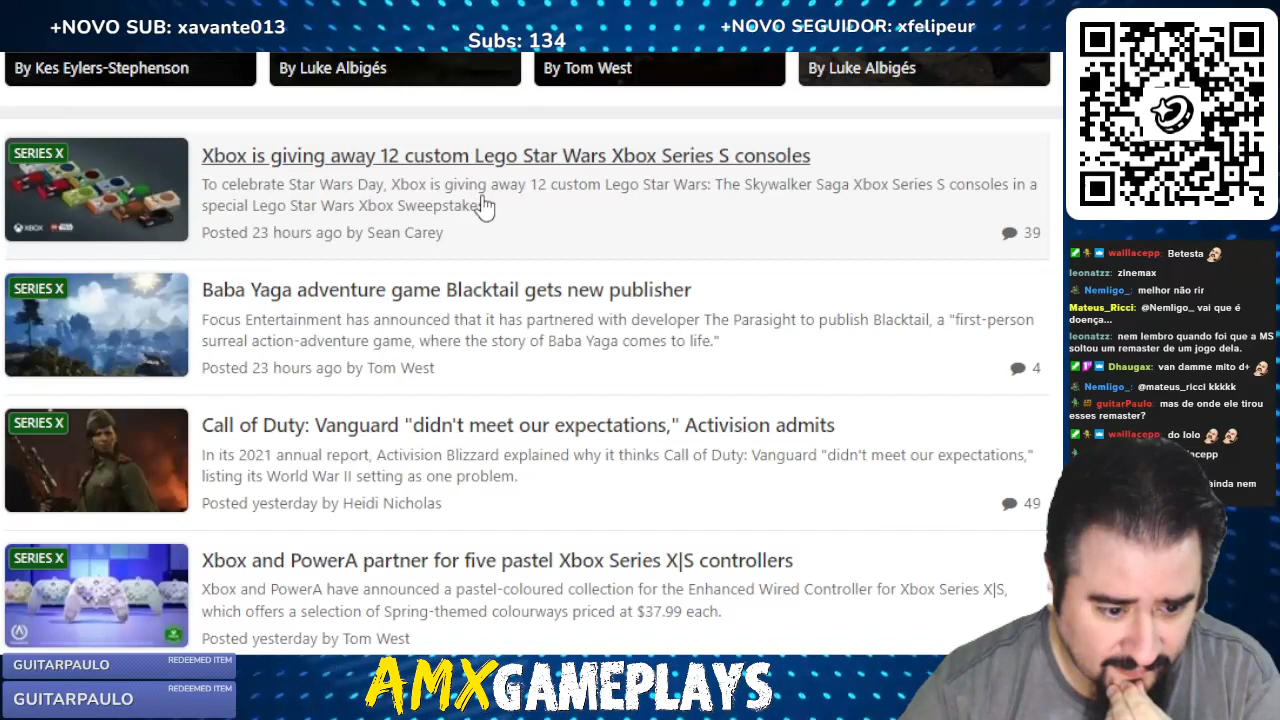 +NOVO SUB: xavante013
Subs: 134
+NOVO SEGUIDOR: xfelipeur
By Kes Eylers-Stephenson
By Luke Albigés
By Tom West
By Luke Albigés
SERIES X
XBOX
Xbox is giving away 12 custom Lego Star Wars Xbox Series S consoles
To celebrate Star Wars Day, Xbox is giving away 12 custom Lego Star Wars: The Skywalker Saga Xbox Series S consoles in a
special Lego Star Wars Xbox Sweepstake
Posted 23 hours ago by Sean Carey
39
SERIES X
Baba Yaga adventure game Blacktail gets new publisher
Focus Entertainment has announced that it has partnered with developer The Parasight to publish Blacktail, a "first-person
surreal action-adventure game, where the story of Baba Yaga comes to life."
Posted 23 hours ago by Tom West
4
SERIES X
Call of Duty: Vanguard "didn't meet our expectations," Activision admits
In its 2021 annual report, Activision Blizzard explained why it thinks Call of Duty: Vanguard "didn't meet our expectations,"
listing its World War II setting as one problem.
Posted yesterday by Heidi Nicholas
49
SERIES X
Xbox and PowerA partner for five pastel Xbox Series X|S controllers
Xbox and PowerA have announced a pastel-coloured collection for the Enhanced Wired Controller for Xbox Series X|S,
which offers a selection of Spring-themed colourways priced at $37.99 each.
Posted yesterday by Tom West
walllacepp: Betesta
leonatzz: zinemax
Nemligo_: melhor não rir
Mateus_Ricci: @Nemligo_ vai que é
doença...
leonatzz: nem lembro quando foi que a MS
soltou um remaster de um jogo dela.
Dhaugax: van damme mito d+
Nemligo_: @mateus_ricci kkkkk
guitarPaulo: mas de onde ele tirou
esses remaster?
walllacepp: do lolo
lacepp
ainda nem
GUITARPAULO
REDEEMED ITEM
GUITARPAULO
REDEEMED ITEM
AMXGAMEPLAYS